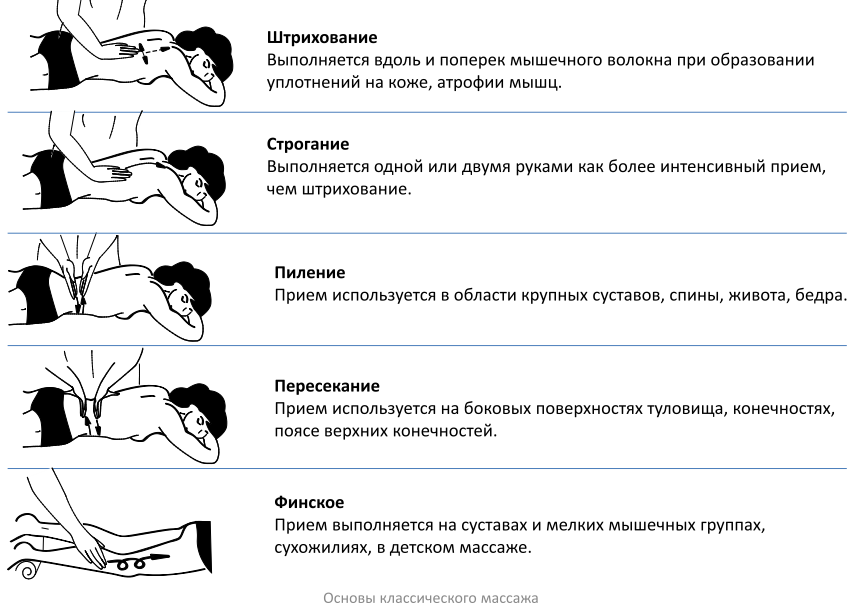 Штрихование
Выполняется вдоль и поперек мышечного волокна при образовании
уплотнений на коже, атрофии мышц.
Строгание
Выполняется одной или двумя руками как более интенсивный прием,
чем штрихование.
Пиление
Прием используется в области крупных суставов, спины, живота, бедра.
Пересекание
Прием используется на боковых поверхностях туловища, конечностях,
поясе верхних конечностей.
Финское
Прием выполняется на суставах и мелких мышечных группах,
сухожилиях, в детском массаже.
Основы классического массажа